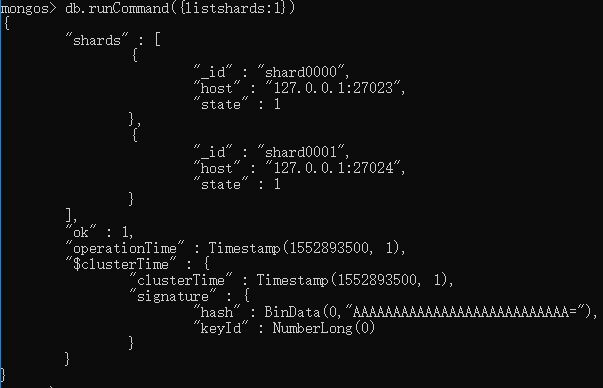 mongos> db.runCommand({listshards:1})
{
        "shards" : [
                {
                        "_id" : "shard0000",
                        "host" : "127.0.0.1:27023",
                        "state" : 1
                },
                {
                        "_id" : "shard0001",
                        "host" : "127.0.0.1:27024",
                        "state" : 1
                }
        ],
        "ok" : 1,
        "operationTime" : Timestamp(1552893500, 1),
        "$clusterTime" : {
                "clusterTime" : Timestamp(1552893500, 1),
                "signature" : {
                        "hash" : BinData(0,"AAAAAAAAAAAAAAAAAAAAAAAAAAA="),
                        "keyId" : NumberLong(0)
                }
        }
}